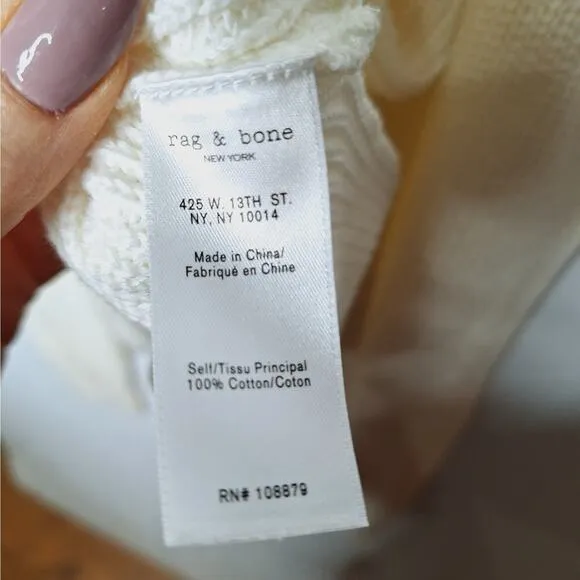 rag & bone
NEW YORK
425 W. 13TH ST.
NY, NY 10014
Made in China/
Fabriqué en Chine
Self/Tissu Principal
100% Cotton/Coton
RN# 108879